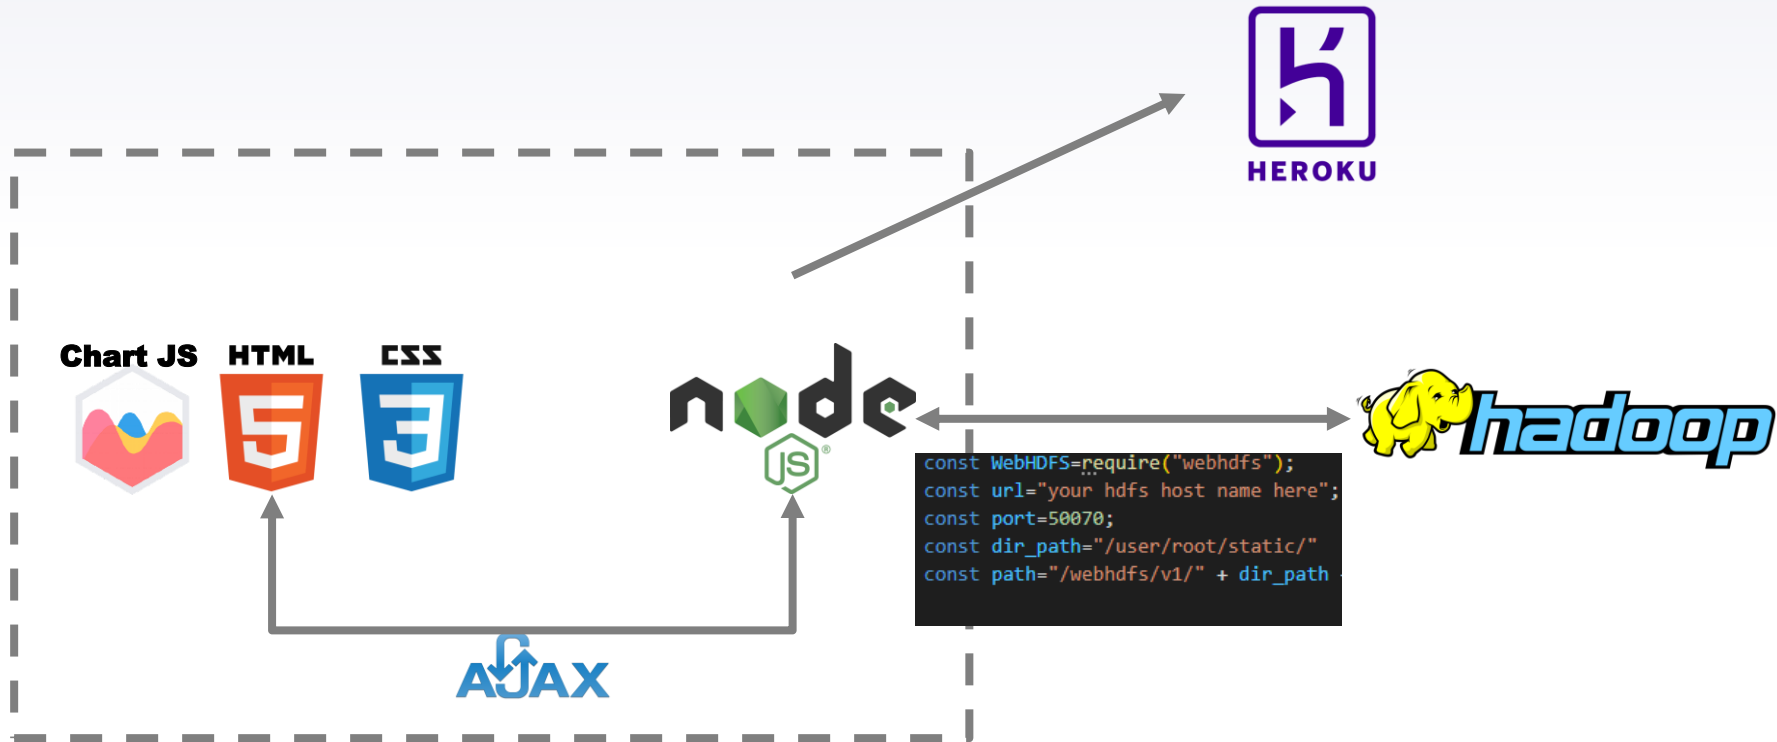 HEROKU
Chart JS
HTML
CSS
node
JS®
hadoop
const WebHDFS=require("webhdfs");
const url="your hdfs host name here";
const port=50070;
const dir_path="/user/root/static/"
const path="/webhdfs/v1/" + dir_path
AJAX